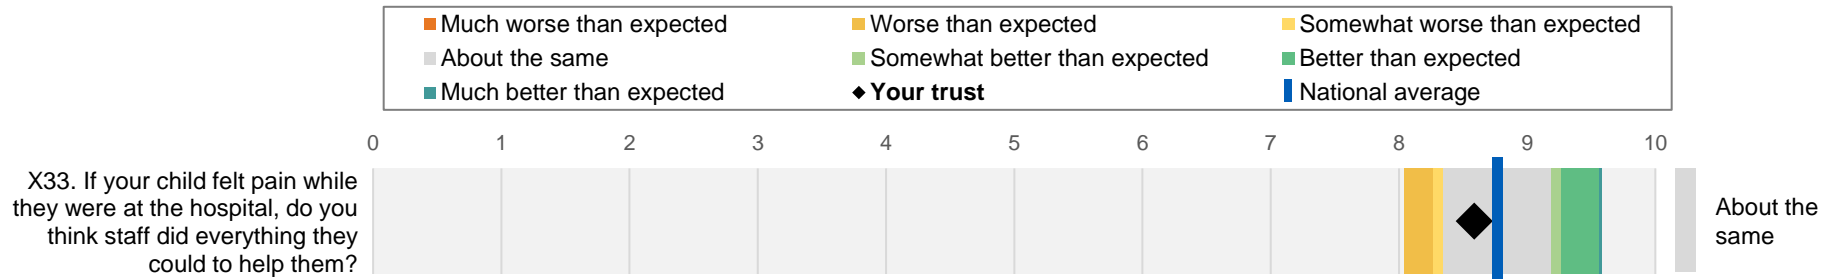 Much worse than expected
Worse than expected
Somewhat worse than expected
About the same
Somewhat better than expected
Better than expected
Much better than expected
Your trust
National average
0 1 2 3 4 5 6 7 8 9 10
X33. If your child felt pain while
they were at the hospital, do you
think staff did everything they
could to help them?
About the
same